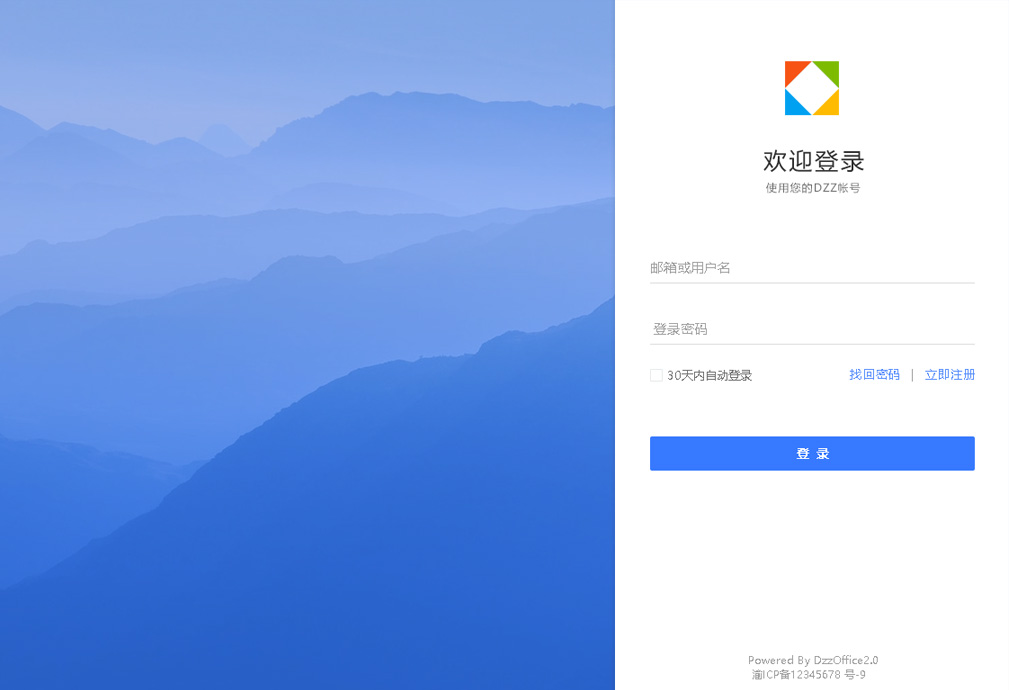 欢迎登录
使用您的DZZ帐号
邮箱或用户名
登录密码
30天内自动登录 找回密码 | 立即注册
登 录
Powered By DzzOffice2.0
渝ICP备12345678 号-9